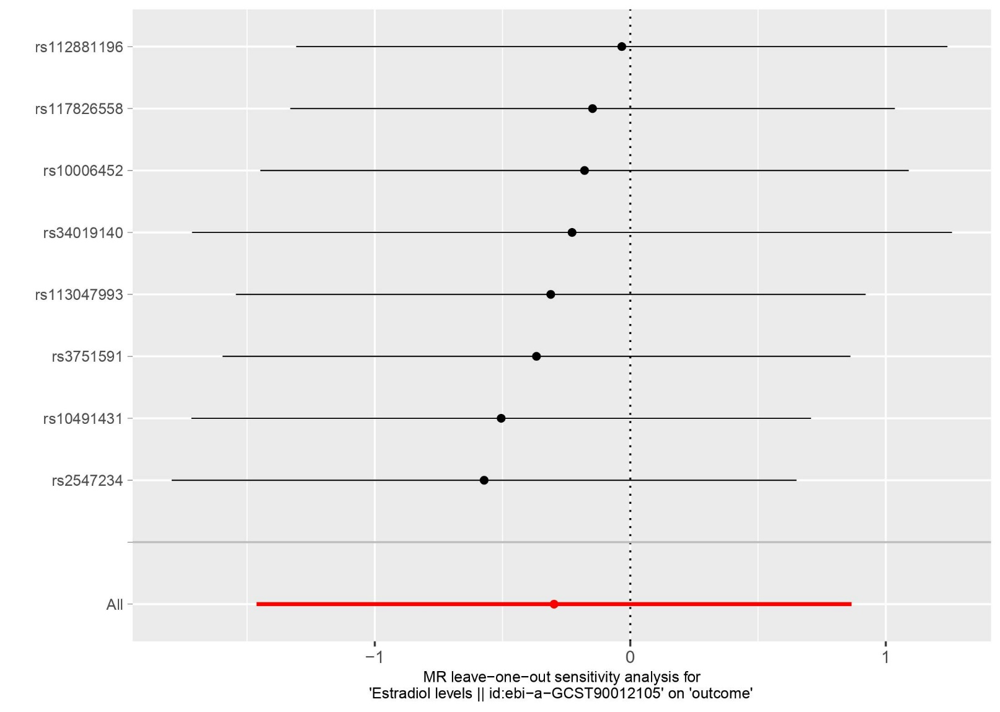 rs112881196
rs117826558
rs10006452
rs34019140
rs113047993
rs3751591
rs10491431
rs2547234
All
−1
0
1
MR leave−one−out sensitivity analysis for
'Estradiol levels || id:ebi−a−GCST90012105' on 'outcome'